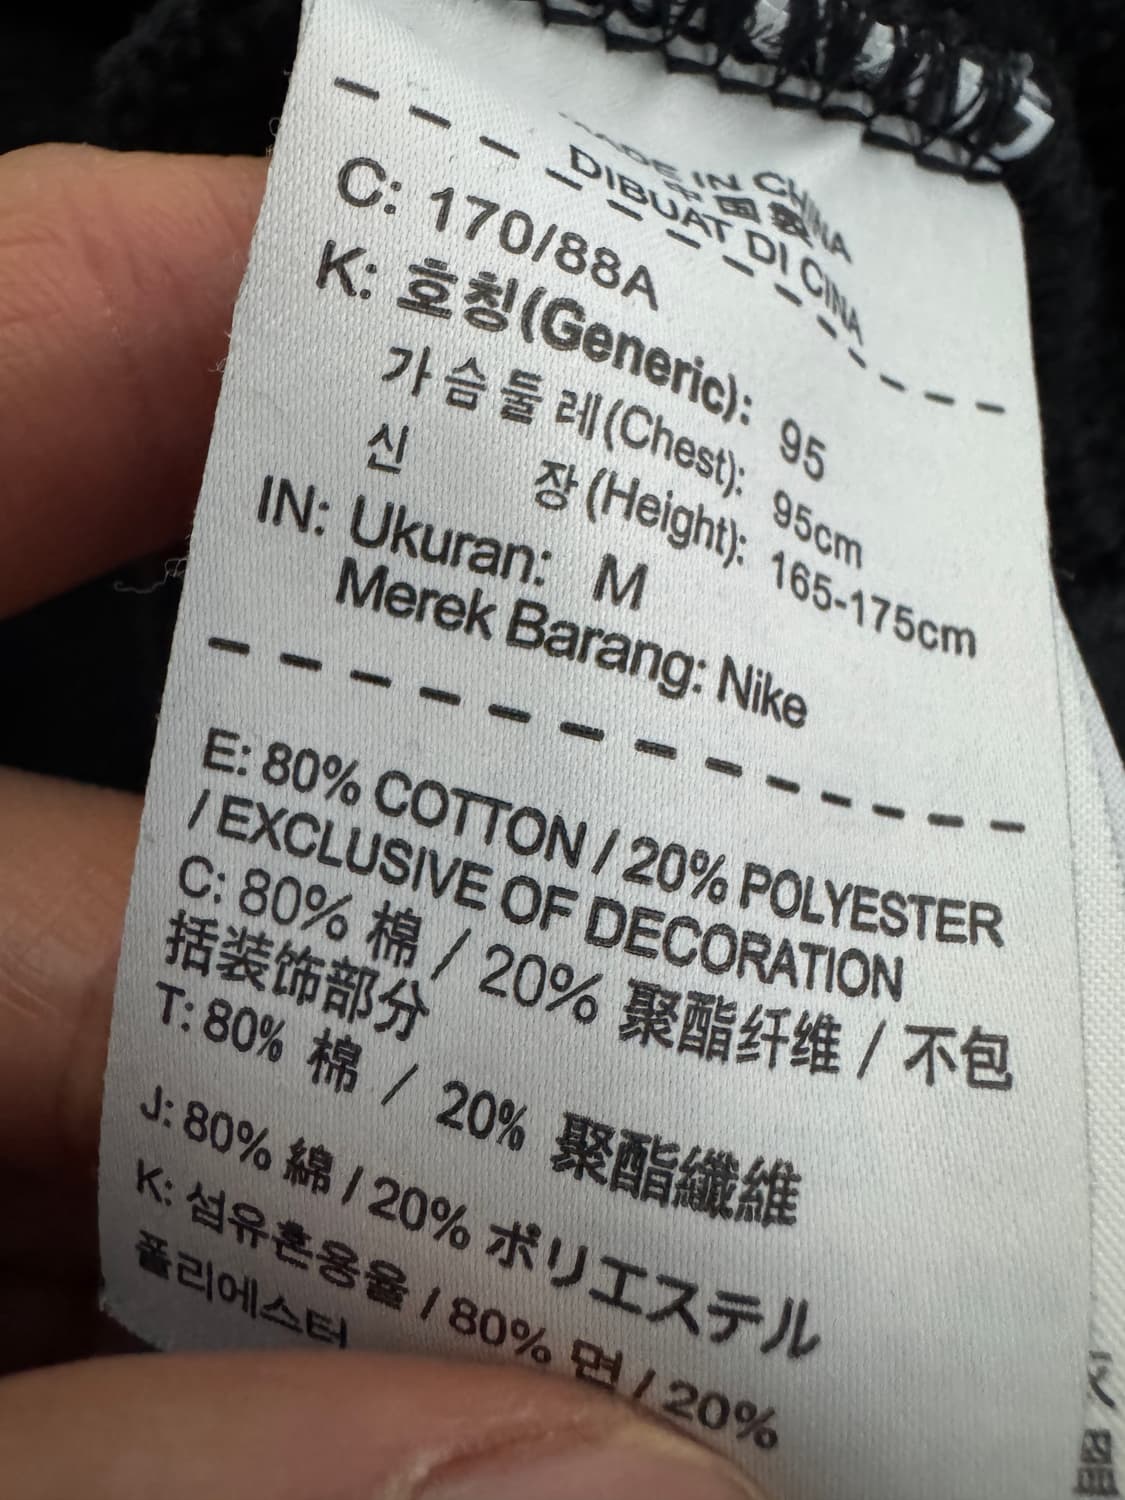 MADE IN CHINA
中国製
DIBUAT DI CINA
C: 170/88A
K: 호칭(Generic): 95
가슴둘레(Chest): 95cm
신 장(Height): 165-175cm
IN: Ukuran: M
Merek Barang: Nike
E: 80% COTTON / 20% POLYESTER
/ EXCLUSIVE OF DECORATION
C: 80% 棉 / 20% 聚酯纤维 / 不包
括装饰部分
T: 80% 棉 / 20% 聚酯纖維
J: 80% 綿 / 20% ポリエステル
K: 섬유혼용율 / 80% 면 / 20%
폴리에스터